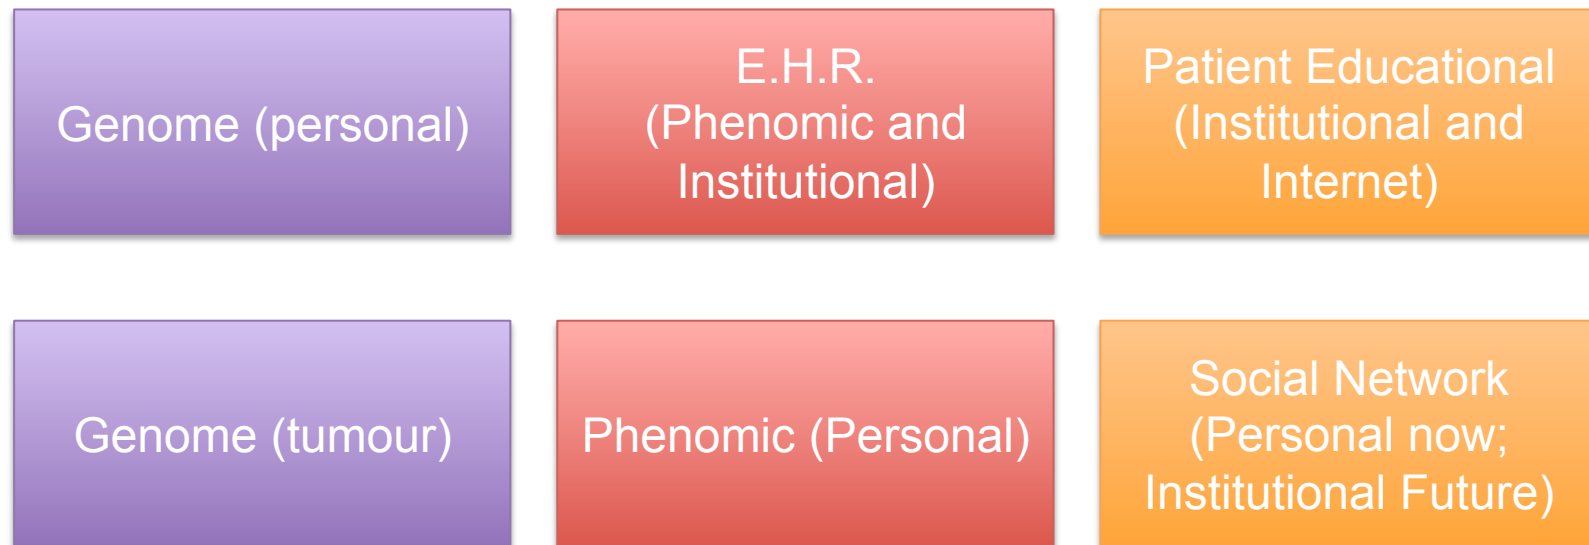 Genome (personal)
E.H.R.
(Phenomic and
Institutional)
Patient Educational
(Institutional and
Internet)
Genome (tumour)
Phenomic (Personal)
Social Network
(Personal now;
Institutional Future)